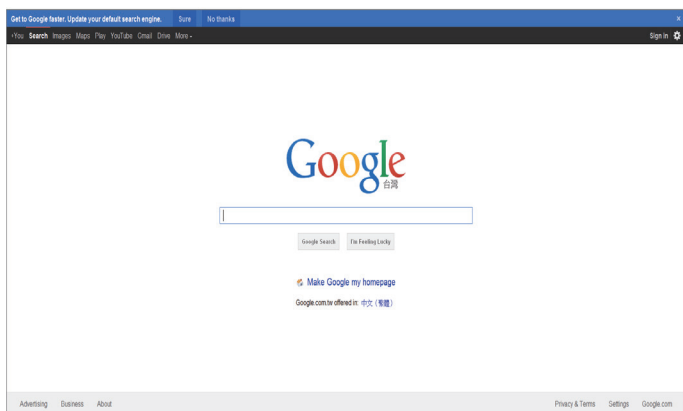 Get to Google faster. Update your default search engine. Sure No thanks ×
+You Search Images Maps Play YouTube Gmail Drive More Sign in
Google
台灣
Google Search I'm Feeling Lucky
Make Google my homepage
Google.com.tw offered in: 中文（繁體）
Advertising Business About Privacy & Terms Settings Google.com